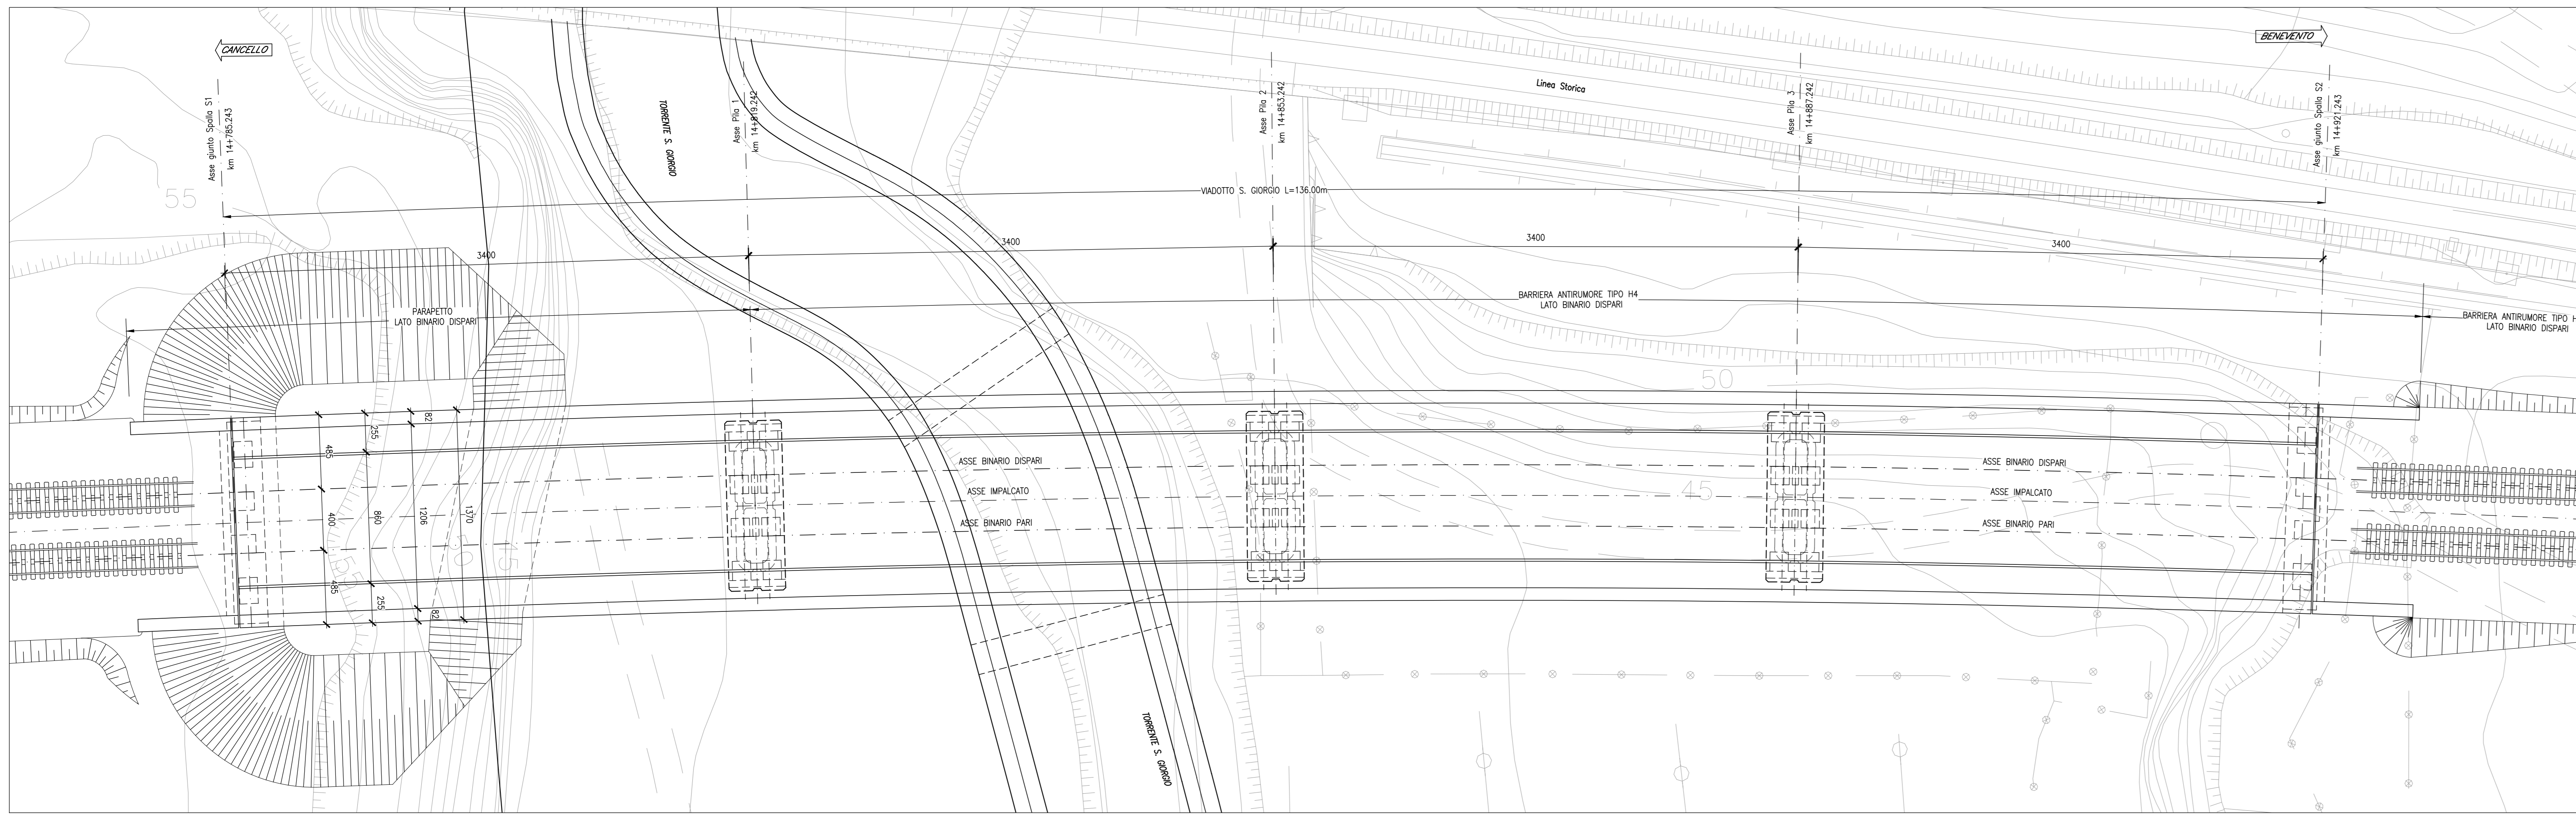 CANCELLO
BENEVENTO
Asse giunto Spalla S1
km 14+785.243
TORRENTE S. GIORGIO
Asse Pila 1
km 14+819.242
Asse Pila 2
km 14+853.242
Linea Storica
Asse Pila 3
km 14+887.242
Asse giunto Spalla S2
km 14+921.243
55
VIADOTTO S. GIORGIO L=136.00m
3400
3400
3400
3400
PARAPETTO
LATO BINARIO DISPARI
BARRIERA ANTIRUMORE TIPO H4
LATO BINARIO DISPARI
BARRIERA ANTIRUMORE TIPO H
LATO BINARIO DISPARI
50
82
255
485
ASSE BINARIO DISPARI
ASSE BINARIO DISPARI
ASSE IMPALCATO
ASSE IMPALCATO
45
400
860
1206
1370
ASSE BINARIO PARI
ASSE BINARIO PARI
485
255
82
TORRENTE S. GIORGIO